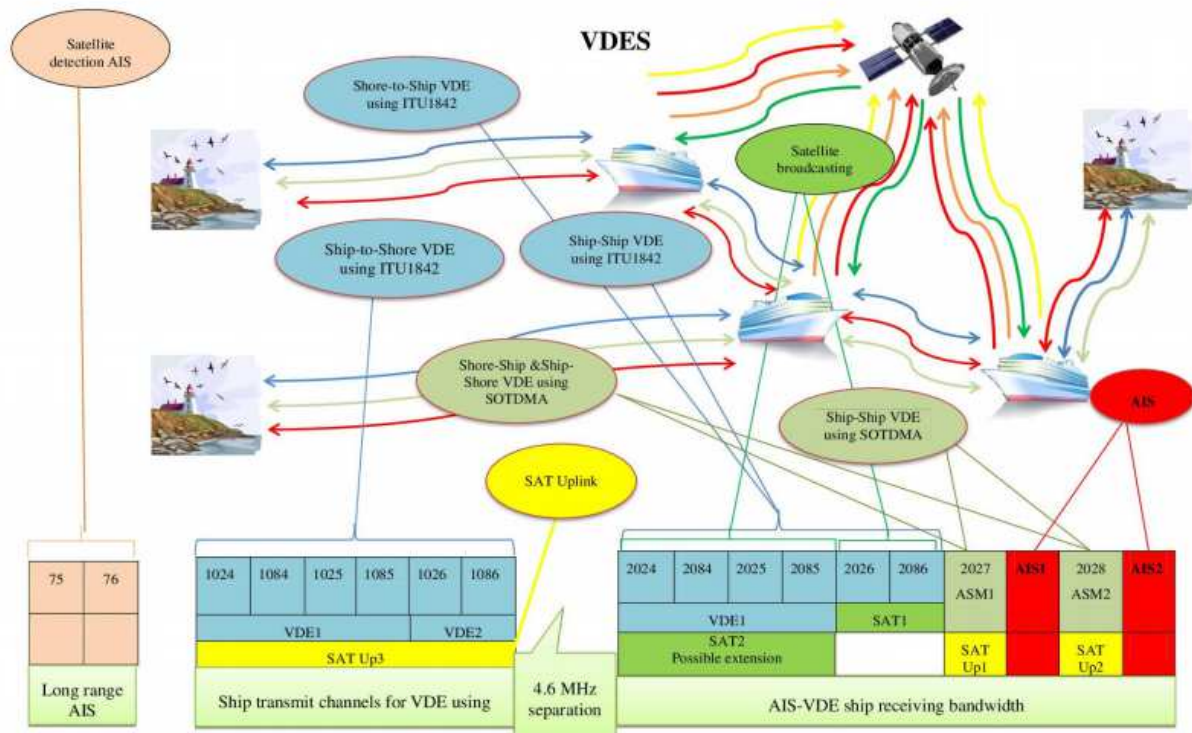 VDES
Satellite
detection AIS
Shore-to-Ship VDE
using ITU1842
Satellite
broadcasting
Ship-to-Shore VDE
using ITU1842
Ship-Ship VDE
using ITU1842
Shore-Ship &Ship-
Shore VDE using
SOTDMA
Ship-Ship VDE
using SOTDMA
AIS
SAT Uplink
75 76
1024 1084 1025 1085 1026 1086
2024 2084 2025 2085 2026 2086 2027 AIS1 2028 AIS2
ASM1 ASM2
VDE1 VDE2
VDE1 SAT1
SAT Up3
SAT2
Possible extension
SAT
Up1
SAT
Up2
Long range
AIS
Ship transmit channels for VDE using
4.6 MHz
separation
AIS-VDE ship receiving bandwidth